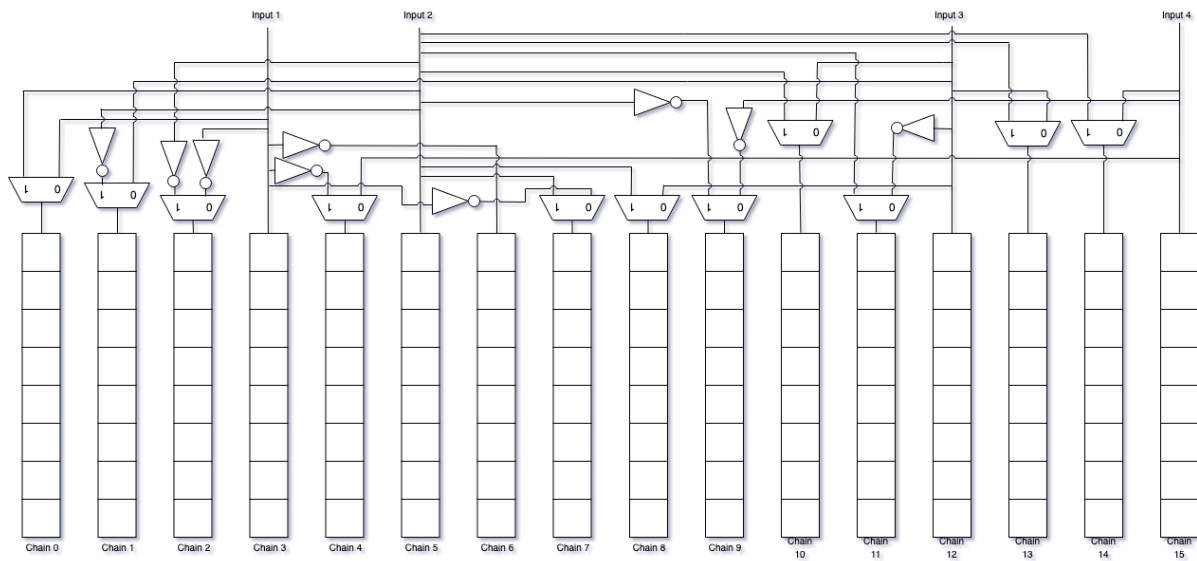 Input 1
Input 2
Input 3
Input 4
1 0
1 0
1 0
1 0
1 0
1 0
1 0
1 0
1 0
1 0
1 0
1 0
Chain 0
Chain 1
Chain 2
Chain 3
Chain 4
Chain 5
Chain 6
Chain 7
Chain 8
Chain 9
Chain
10
Chain
11
Chain
12
Chain
13
Chain
14
Chain
15